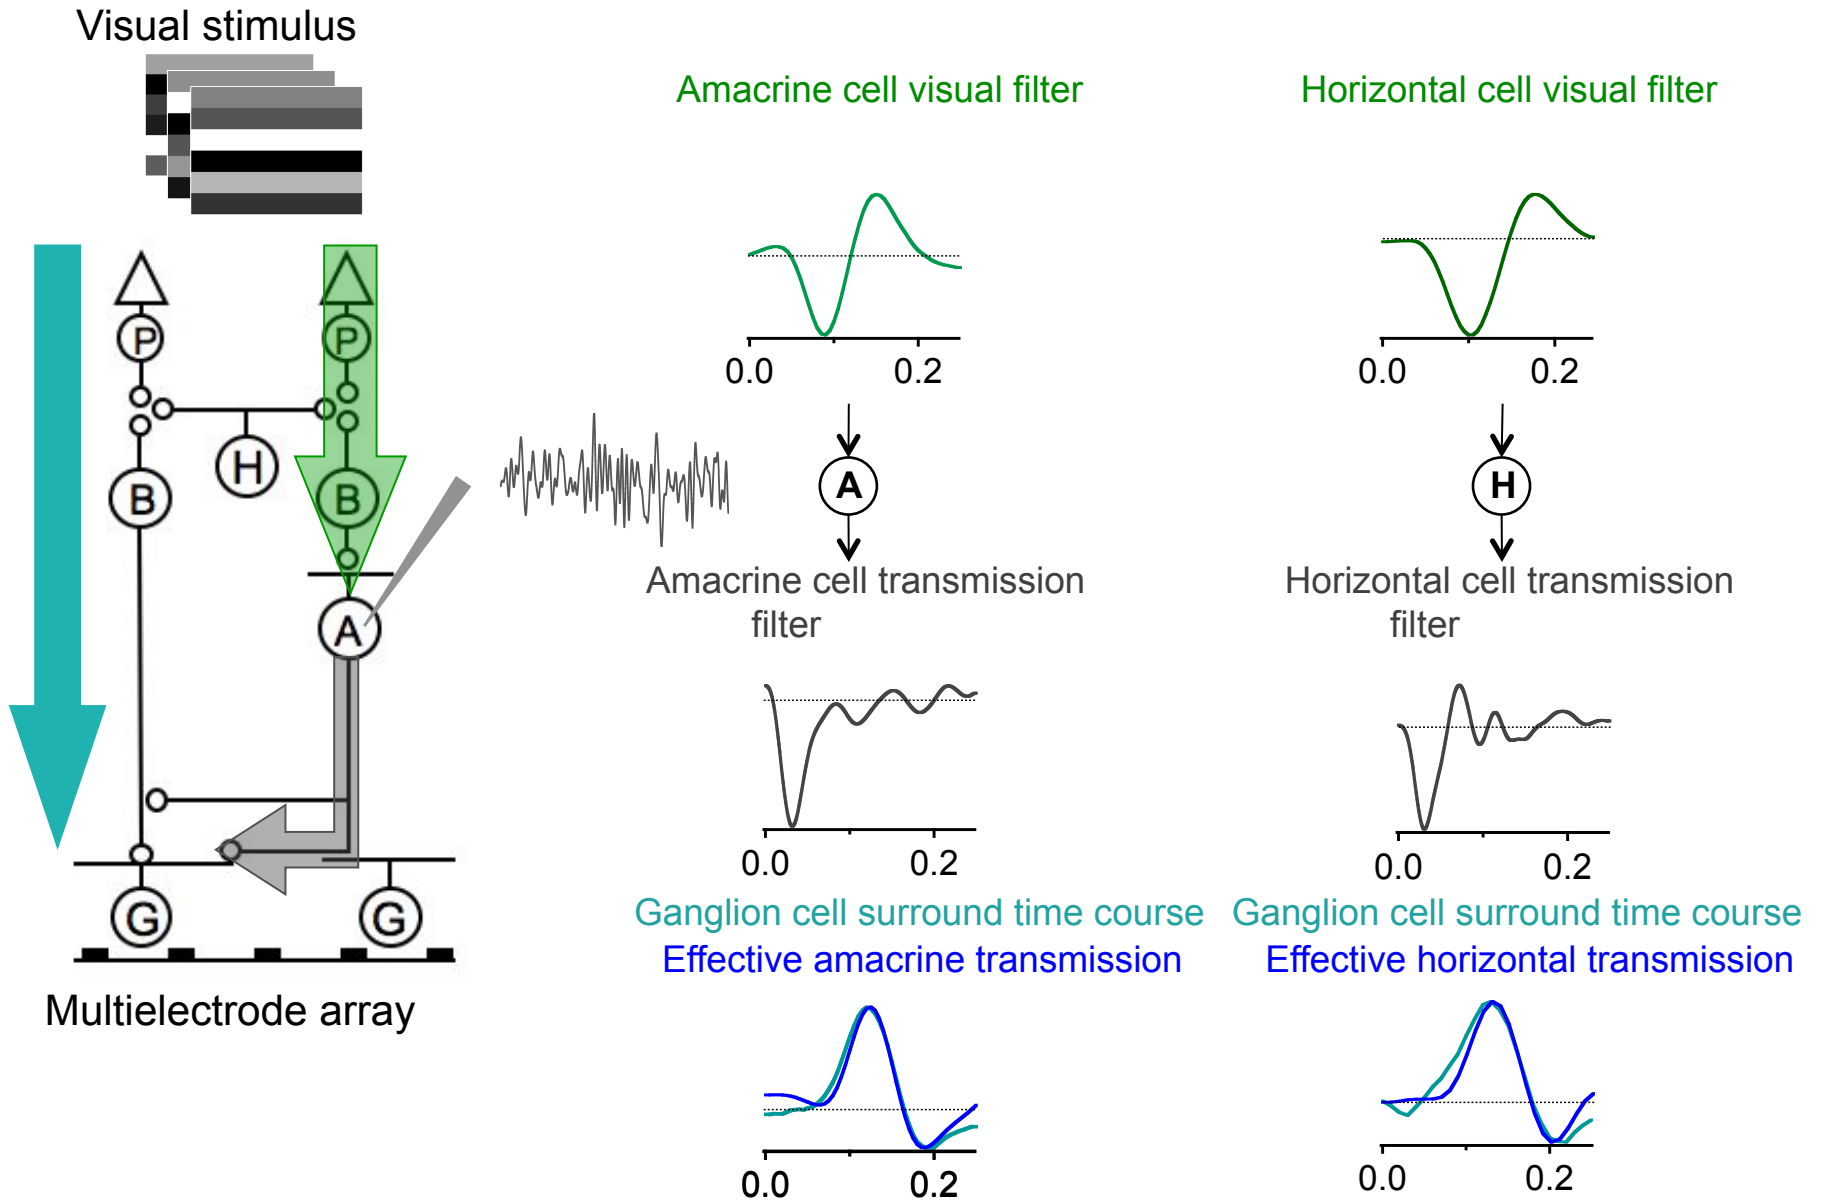 Visual stimulus
P
P
H
B
B
A
G
G
Multielectrode array
Amacrine cell visual filter
0.0 0.2
A
Amacrine cell transmission
filter
0.0 0.2
Ganglion cell surround time course
Effective amacrine transmission
0.0 0.2
Horizontal cell visual filter
0.0 0.2
H
Horizontal cell transmission
filter
0.0 0.2
Ganglion cell surround time course
Effective horizontal transmission
0.0 0.2